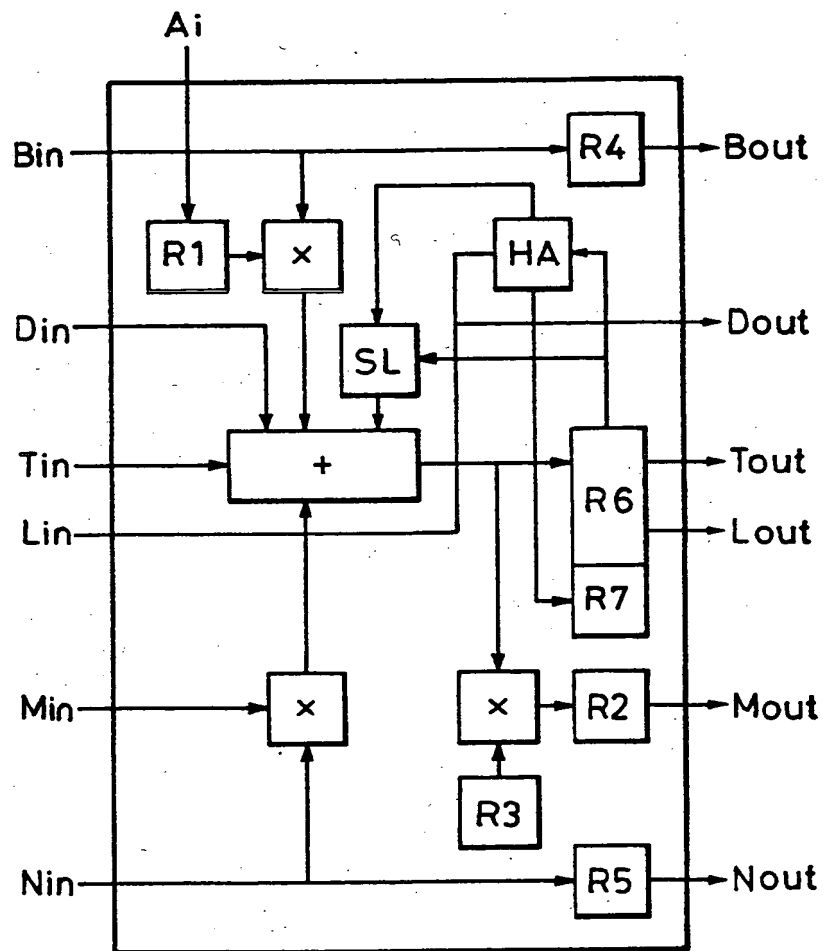 Ai
Bin
R4
Bout
R1
×
HA
Din
SL
Dout
Tin
+
R6
Tout
Lin
Lout
R7
Min
×
×
R2
Mout
R3
Nin
R5
Nout